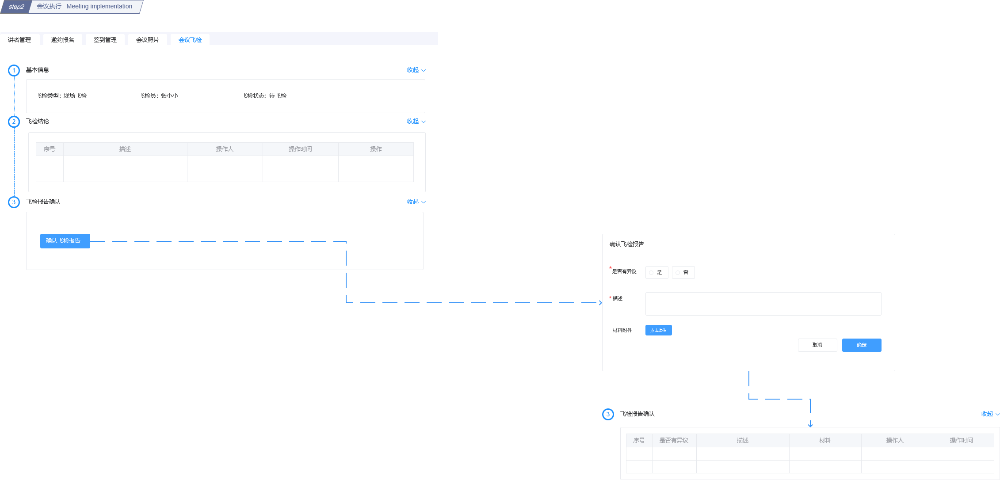 step2 会议执行 Meeting implementation
讲者管理 邀约报名 签到管理 会议照片 会议飞检
1 基本信息 收起
飞检类型：现场飞检 飞检员：张小小 飞检状态：待飞检
2 飞检结论 收起
序号 描述 操作人 操作时间 操作
3 飞检报告确认 收起
确认飞检报告
确认飞检报告
*是否有异议 是 否
*描述
材料附件 点击上传
取消 确定
3 飞检报告确认 收起
序号 是否有异议 描述 材料 操作人 操作时间